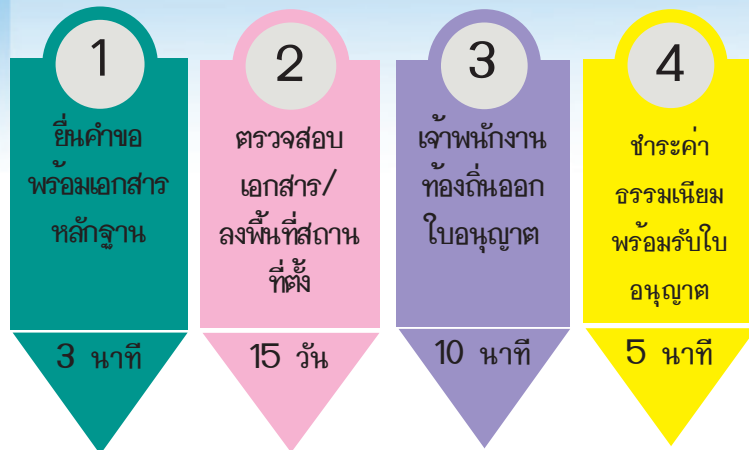 1
ยื่นคำขอ
พร้อมเอกสาร
หลักฐาน
3 นาที
2
ตรวจสอบ
เอกสาร/
ลงพื้นที่สถาน
ที่ตั้ง
15 วัน
3
เจ้าพนักงาน
ท้องถิ่นออก
ใบอนุญาต
10 นาที
4
ชำระค่า
ธรรมเนียม
พร้อมรับใบ
อนุญาต
5 นาที